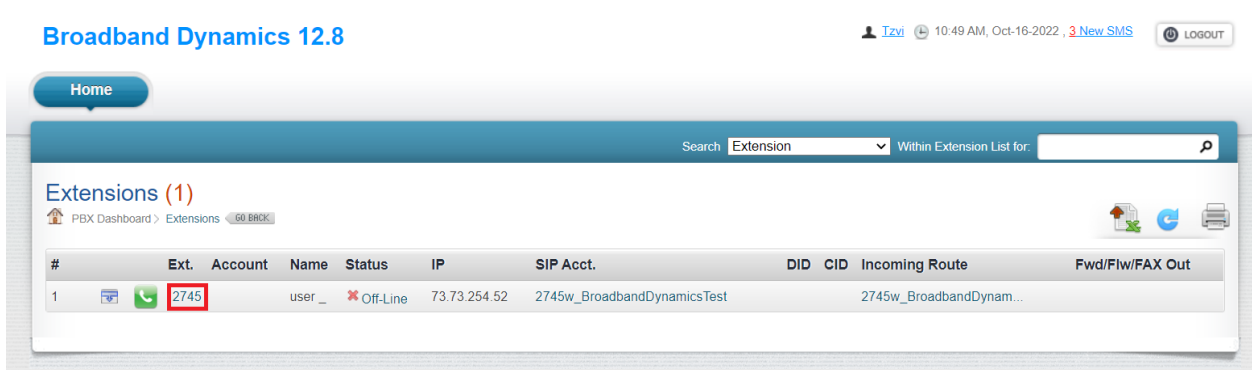 Broadband Dynamics 12.8
Tzvi 10:49 AM, Oct-16-2022 , 3 New SMS LOGOUT
Home
Search Extension Within Extension List for:
Extensions (1)
PBX Dashboard > Extensions GO BACK
# Ext. Account Name Status IP SIP Acct. DID CID Incoming Route Fwd/Flw/FAX Out
1 2745 user _ Off-Line 73.73.254.52 2745w_BroadbandDynamicsTest 2745w_BroadbandDynam...